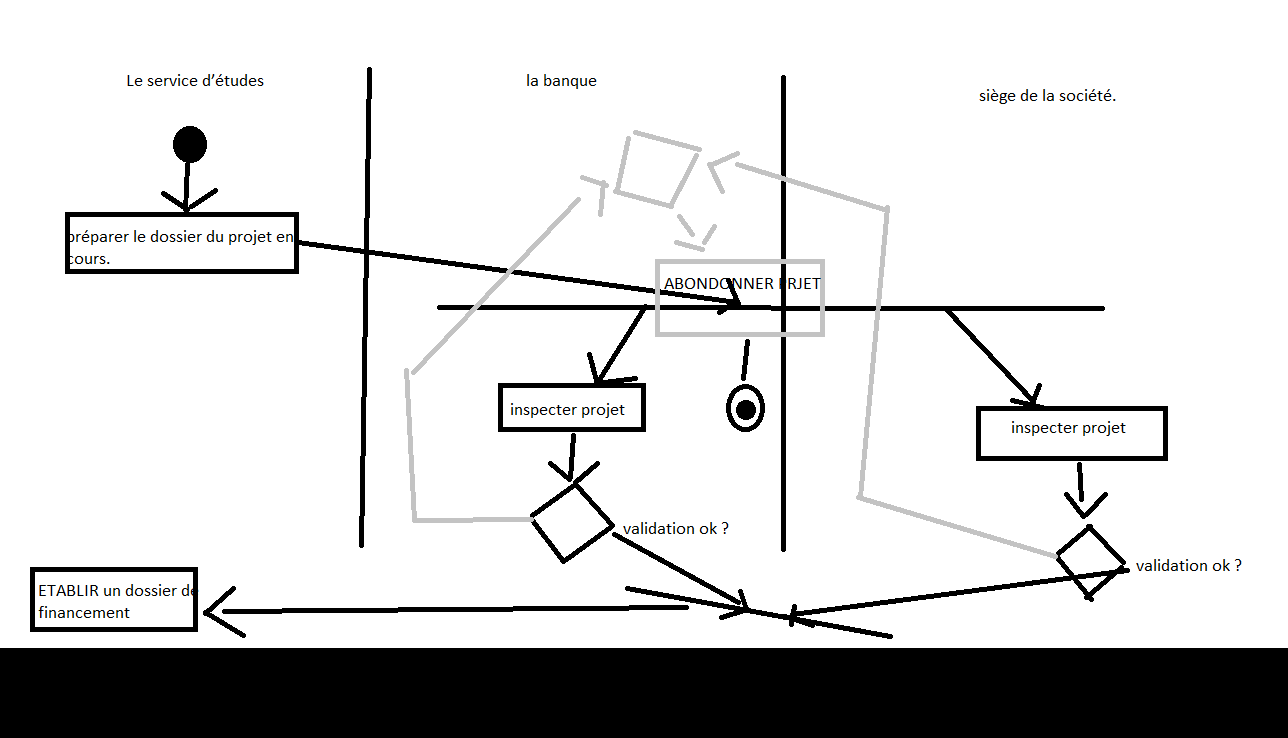 Le service d'études
la banque
siège de la société.
préparer le dossier du projet en
cours.
ABONDONNER PRJET
inspecter projet
inspecter projet
validation ok ?
validation ok ?
ETABLIR un dossier de
financement